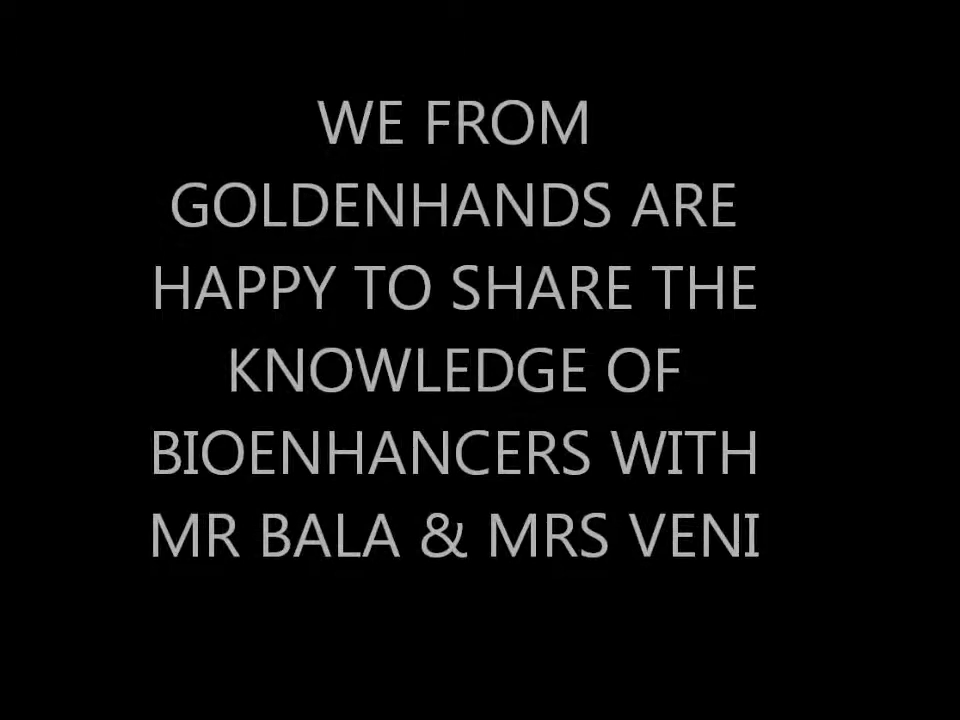 WE FROM
GOLDENHANDS ARE
HAPPY TO SHARE THE
KNOWLEDGE OF
BIOENHANCERS WITH
MR BALA & MRS VENI